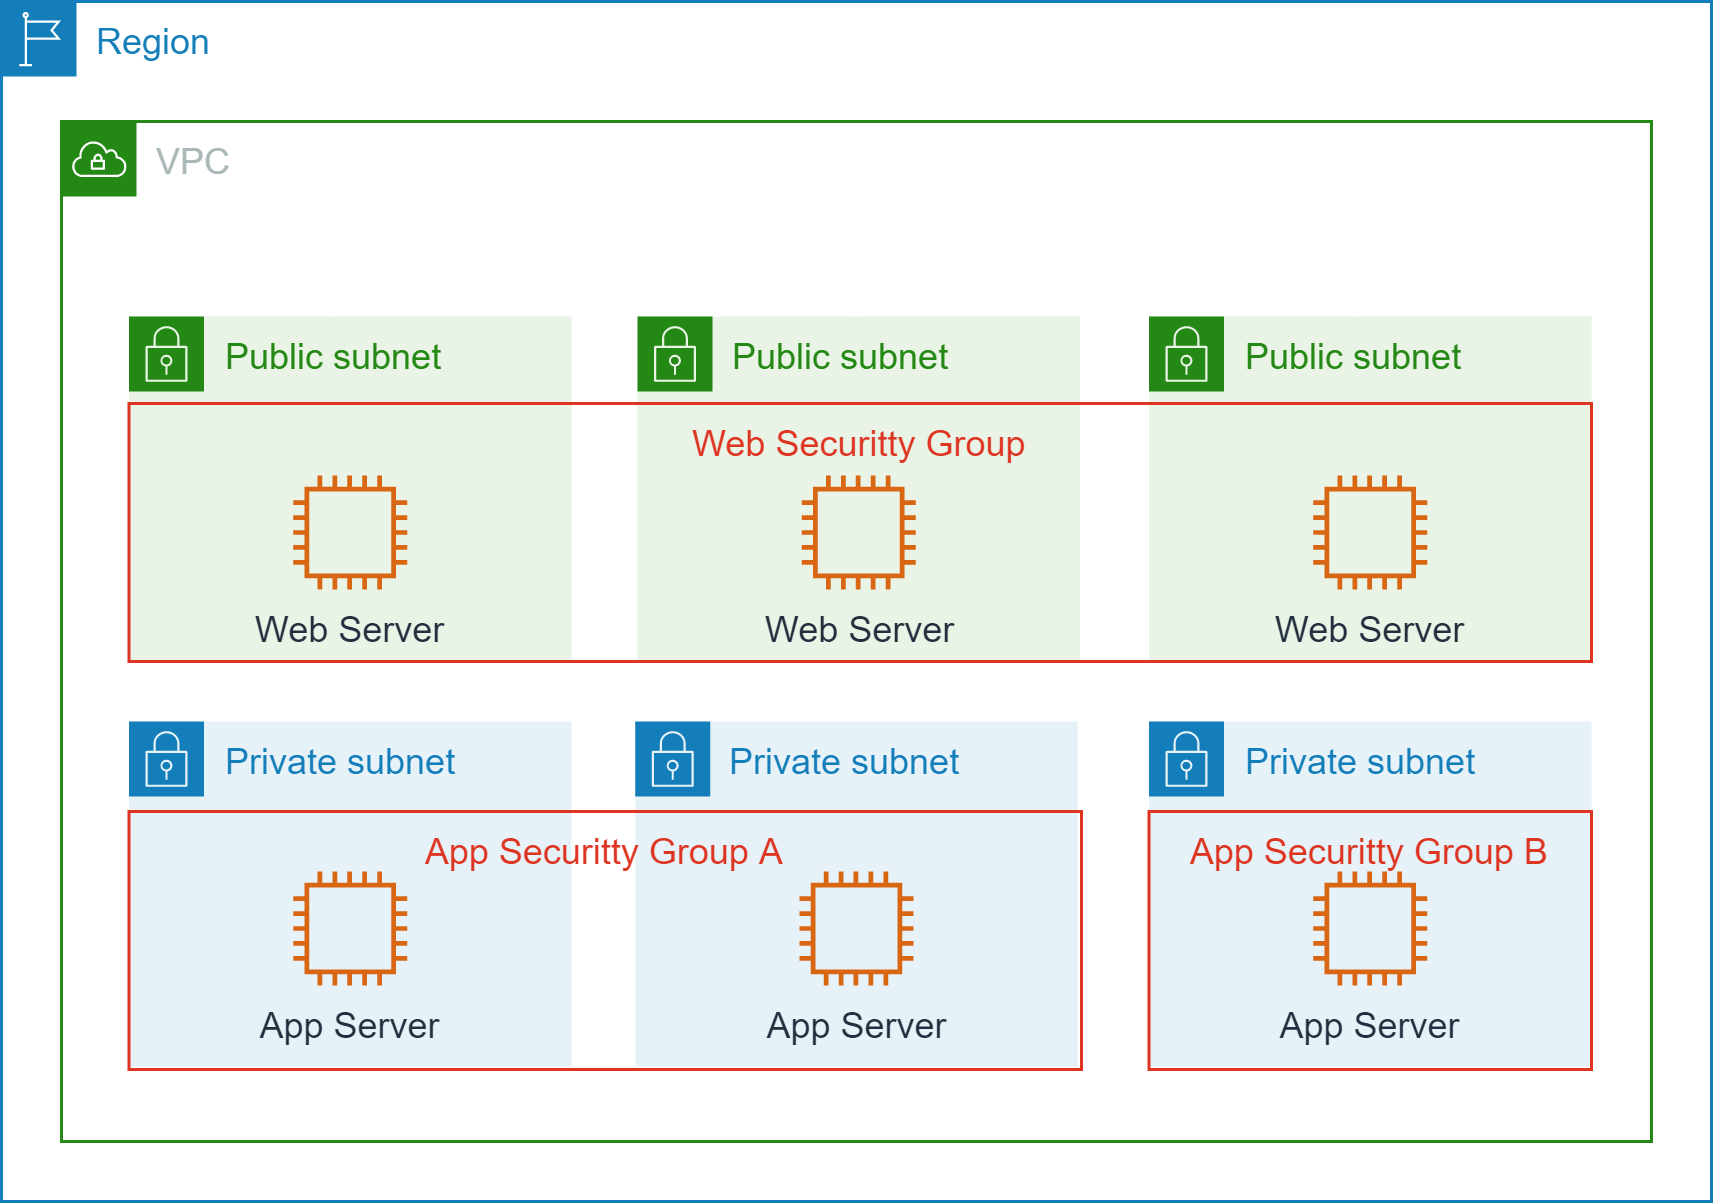 Region
VPC
Public subnet
Public subnet
Public subnet
Web Securitty Group
Web Server
Web Server
Web Server
Private subnet
Private subnet
Private subnet
App Securitty Group A
App Securitty Group B
App Server
App Server
App Server